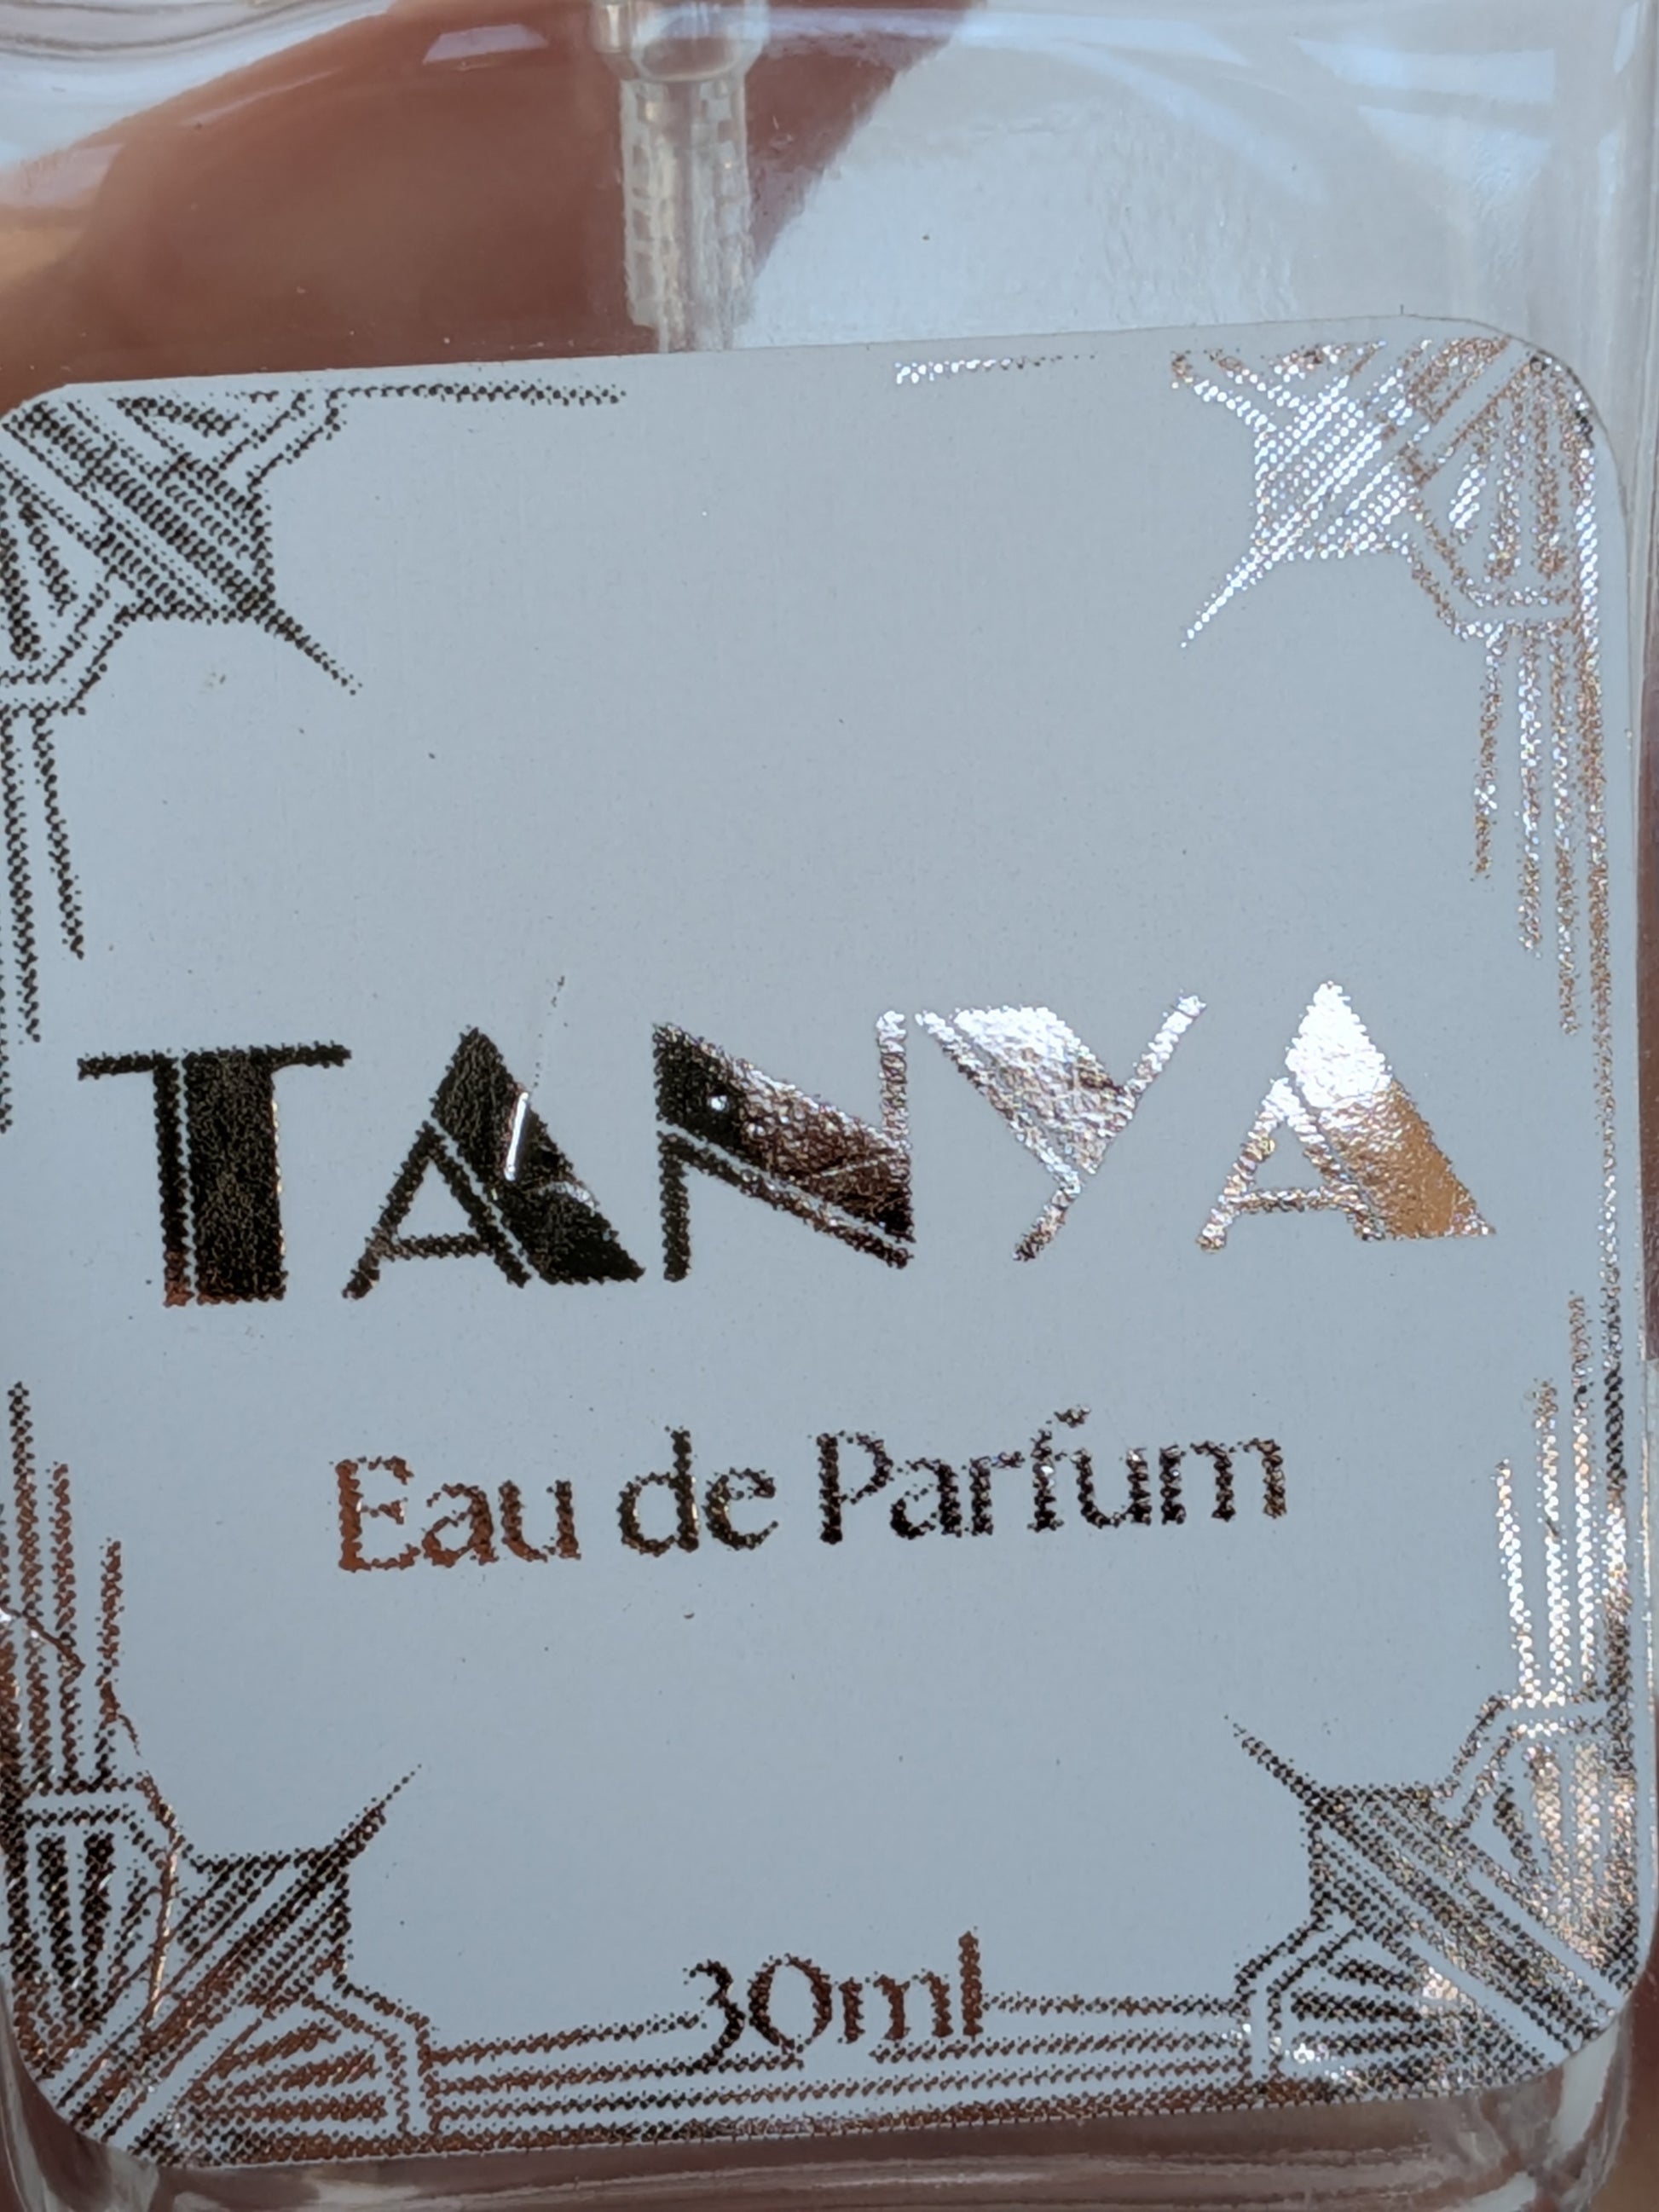 TANYA
Eau de Parfum
30ml